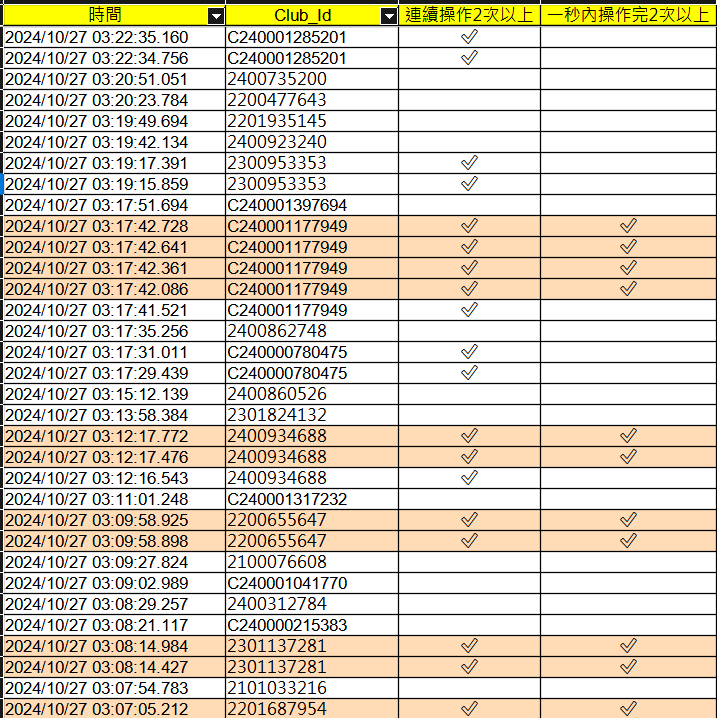 時間 Club_Id 連續操作2次以上 一秒內操作完2次以上
2024/10/27 03:22:35.160 C240001285201 ✓
2024/10/27 03:22:34.756 C240001285201 ✓
2024/10/27 03:20:51.051 2400735200
2024/10/27 03:20:23.784 2200477643
2024/10/27 03:19:49.694 2201935145
2024/10/27 03:19:42.134 2400923240
2024/10/27 03:19:17.391 2300953353 ✓
2024/10/27 03:19:15.859 2300953353 ✓
2024/10/27 03:17:51.694 C240001397694
2024/10/27 03:17:42.728 C240001177949 ✓ ✓
2024/10/27 03:17:42.641 C240001177949 ✓ ✓
2024/10/27 03:17:42.361 C240001177949 ✓ ✓
2024/10/27 03:17:42.086 C240001177949 ✓ ✓
2024/10/27 03:17:41.521 C240001177949 ✓
2024/10/27 03:17:35.256 2400862748
2024/10/27 03:17:31.011 C240000780475 ✓
2024/10/27 03:17:29.439 C240000780475 ✓
2024/10/27 03:15:12.139 2400860526
2024/10/27 03:13:58.384 2301824132
2024/10/27 03:12:17.772 2400934688 ✓ ✓
2024/10/27 03:12:17.476 2400934688 ✓ ✓
2024/10/27 03:12:16.543 2400934688 ✓
2024/10/27 03:11:01.248 C240001317232
2024/10/27 03:09:58.925 2200655647 ✓ ✓
2024/10/27 03:09:58.898 2200655647 ✓ ✓
2024/10/27 03:09:27.824 2100076608
2024/10/27 03:09:02.989 C240001041770
2024/10/27 03:08:29.257 2400312784
2024/10/27 03:08:21.117 C240000215383
2024/10/27 03:08:14.984 2301137281 ✓ ✓
2024/10/27 03:08:14.427 2301137281 ✓ ✓
2024/10/27 03:07:54.783 2101033216
2024/10/27 03:07:05.212 2201687954 ✓ ✓